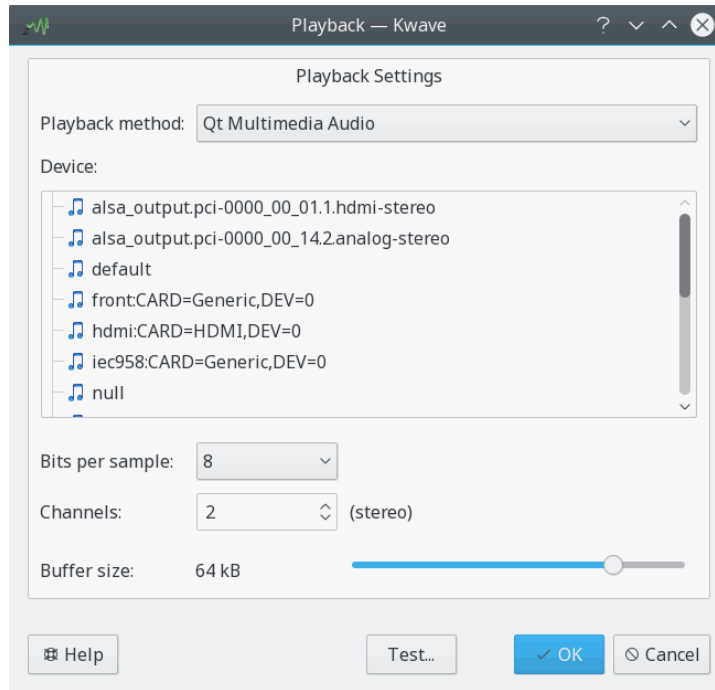 Playback — Kwave
Playback Settings
Playback method: Qt Multimedia Audio
Device:
alsa_output.pci-0000_00_01.1.hdmi-stereo
alsa_output.pci-0000_00_14.2.analog-stereo
default
front:CARD=Generic,DEV=0
hdmi:CARD=HDMI,DEV=0
iec958:CARD=Generic,DEV=0
null
Bits per sample: 8
Channels: 2 (stereo)
Buffer size: 64 kB
Help Test... OK Cancel